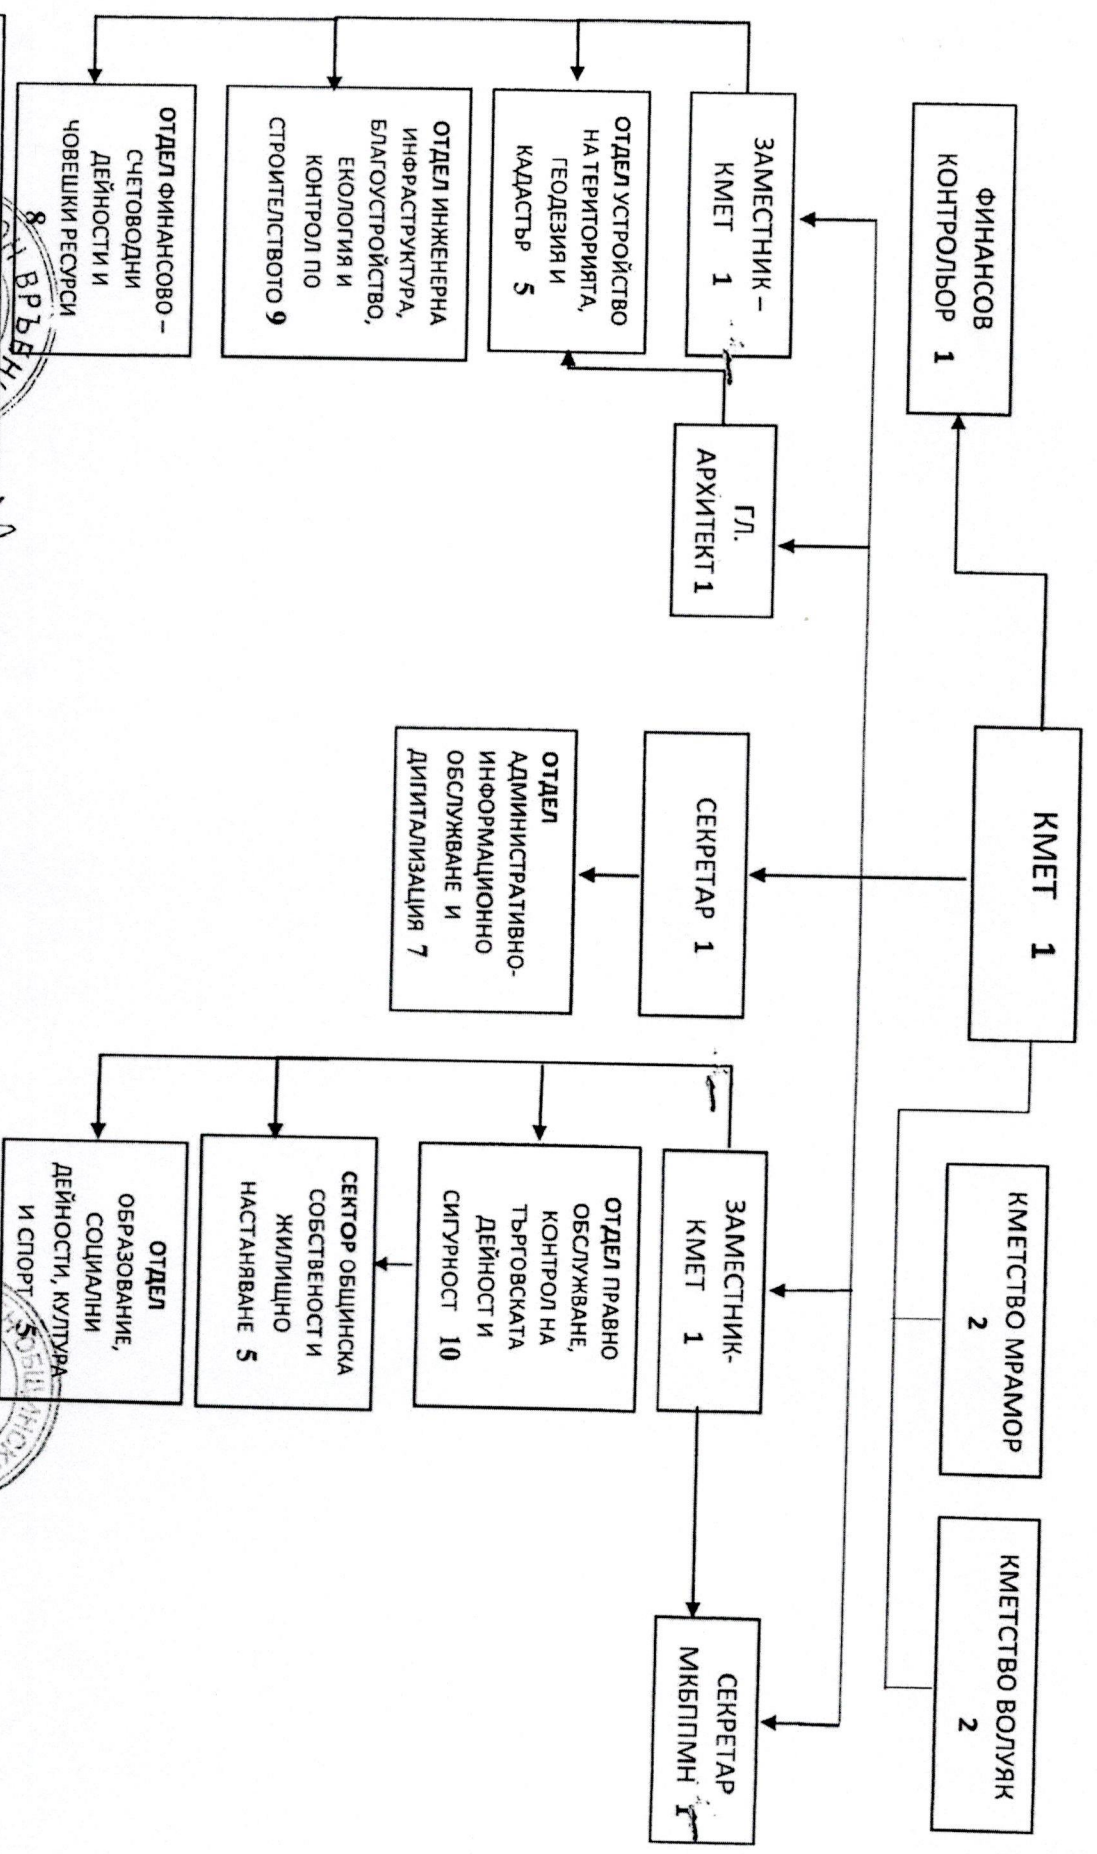 КМЕТ 1
ФИНАНСОВ
КОНТРОЛЬОР 1
КМЕТСТВО МРАМОР
2
КМЕТСТВО ВОЛУЯК
2
ЗАМЕСТНИК –
КМЕТ 1
ГЛ.
АРХИТЕКТ 1
СЕКРЕТАР 1
ЗАМЕСТНИК-
КМЕТ 1
СЕКРЕТАР
МКБППМН 1
ОТДЕЛ УСТРОЙСТВО
НА ТЕРИТОРИЯТА,
ГЕОДЕЗИЯ И
КАДАСТЪР 5
ОТДЕЛ ИНЖЕНЕРНА
ИНФРАСТРУКТУРА,
БЛАГОУСТРОЙСТВО,
ЕКОЛОГИЯ И
КОНТРОЛ ПО
СТРОИТЕЛСТВОТО 9
ОТДЕЛ ФИНАНСОВО –
СЧЕТОВОДНИ
ДЕЙНОСТИ И
ЧОВЕШКИ РЕСУРСИ
8
ОТДЕЛ
АДМИНИСТРАТИВНО-
ИНФОРМАЦИОННО
ОБСЛУЖВАНЕ И
ДИГИТАЛИЗАЦИЯ 7
ОТДЕЛ ПРАВНО
ОБСЛУЖВАНЕ,
КОНТРОЛ НА
ТЪРГОВСКАТА
ДЕЙНОСТ И
СИГУРНОСТ 10
СЕКТОР ОБЩИНСКА
СОБСТВЕНОСТ И
ЖИЛИЩНО
НАСТАНЯВАНЕ 5
ОТДЕЛ
ОБРАЗОВАНИЕ,
СОЦИАЛНИ
ДЕЙНОСТИ, КУЛТУРА
И СПОРТ 5